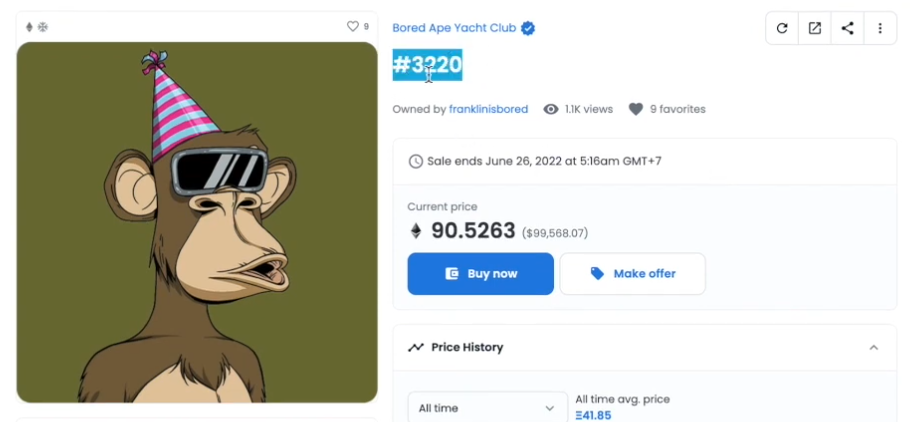 9
Bored Ape Yacht Club
#3220
Owned by franklinisbored 1.1K views 9 favorites
Sale ends June 26, 2022 at 5:16am GMT+7
Current price
90.5263 ($99,568.07)
Buy now Make offer
Price History
All time
All time avg. price
Ξ41.85